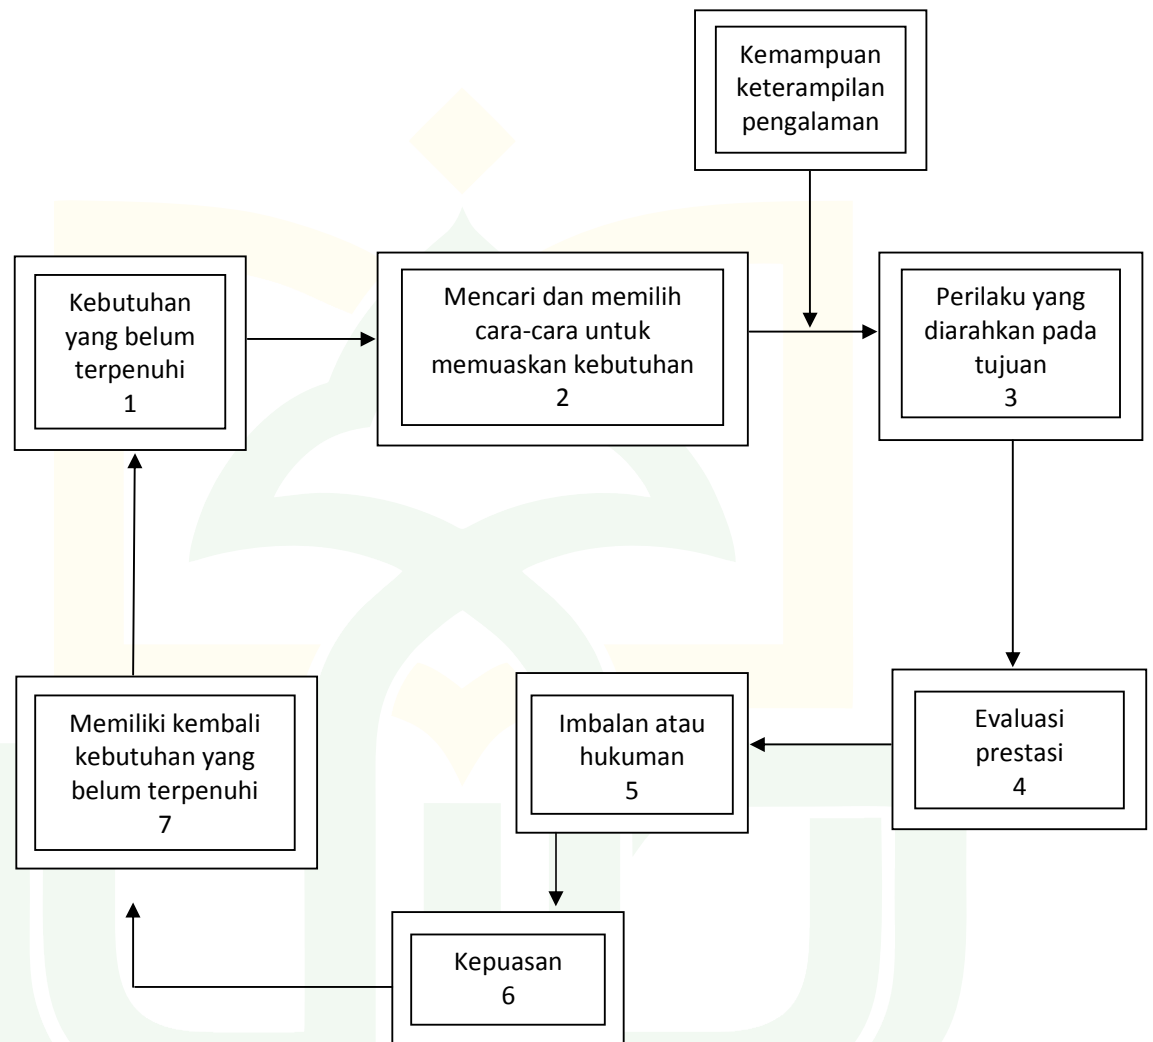 Kemampuan
keterampilan
pengalaman
Kebutuhan
yang belum
terpenuhi
1
Mencari dan memilih
cara-cara untuk
memuaskan kebutuhan
2
Perilaku yang
diarahkan pada
tujuan
3
Evaluasi
prestasi
4
Imbalan atau
hukuman
5
Kepuasan
6
Memiliki kembali
kebutuhan yang
belum terpenuhi
7